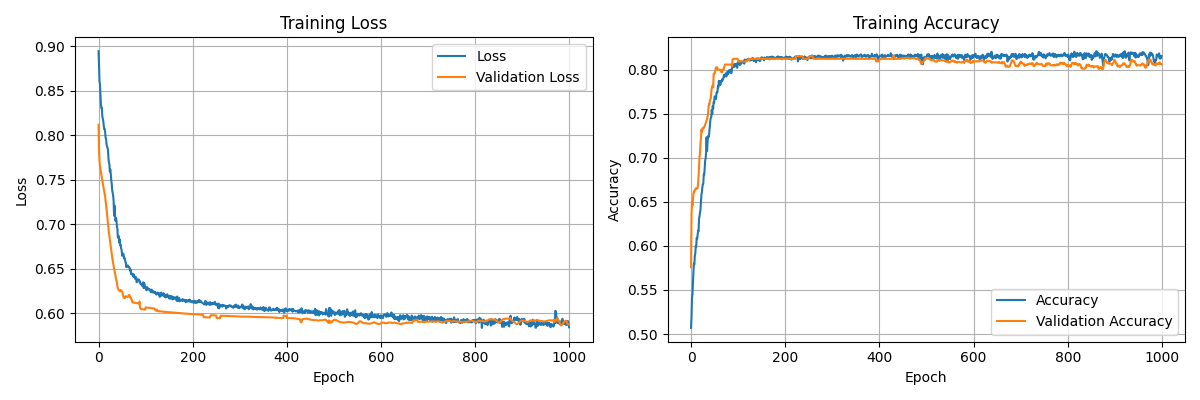 Training Loss
0.90
0.85
0.80
0.75
0.70
0.65
0.60
Loss
0 200 400 600 800 1000
Epoch
Loss
Validation Loss
Training Accuracy
0.80
0.75
0.70
0.65
0.60
0.55
0.50
Accuracy
0 200 400 600 800 1000
Epoch
Accuracy
Validation Accuracy